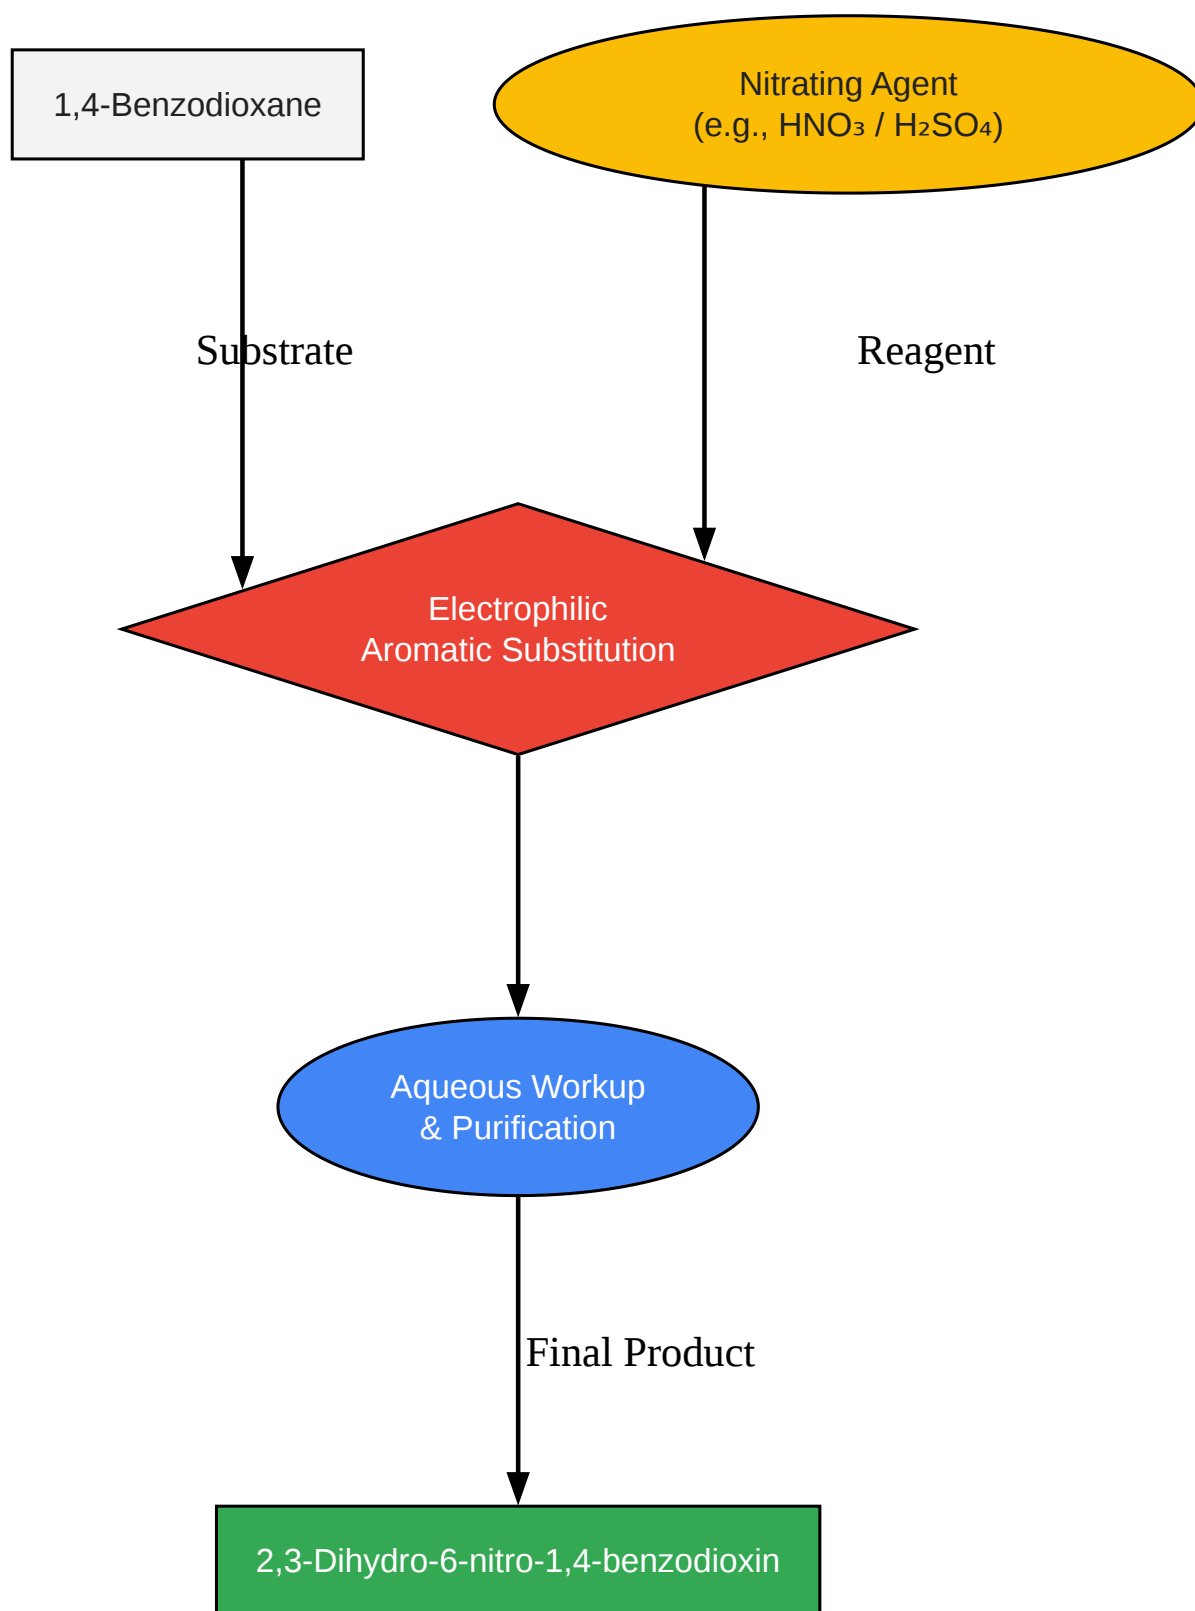 1,4-Benzodioxane
Nitrating Agent
(e.g., HNO₃ / H₂SO₄)
Substrate
Reagent
Electrophilic
Aromatic Substitution
Aqueous Workup
& Purification
Final Product
2,3-Dihydro-6-nitro-1,4-benzodioxin